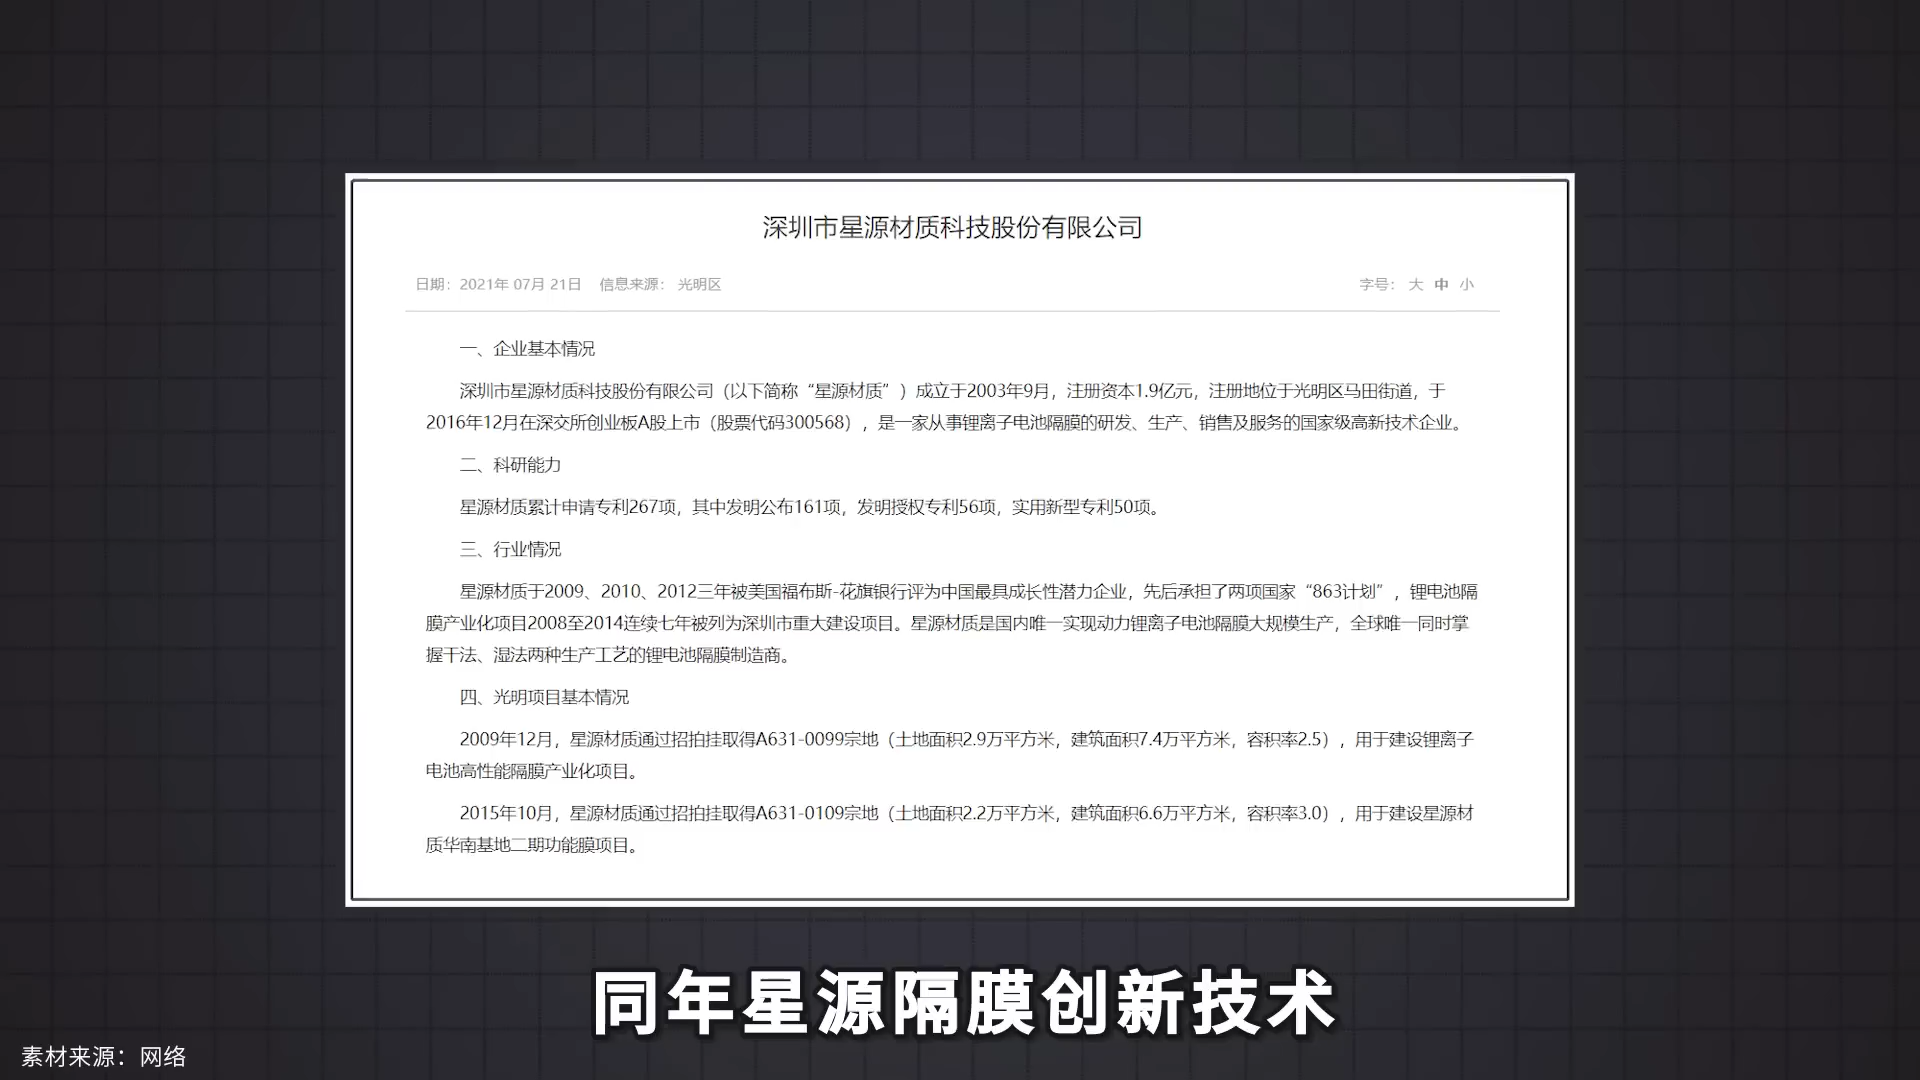 深圳市星源材质科技股份有限公司
日期：2021年 07月 21日 信息来源： 光明区 字号： 大 中 小
一、企业基本情况
深圳市星源材质科技股份有限公司（以下简称“星源材质”）成立于2003年9月，注册资本1.9亿元，注册地位于光明区马田街道，于
2016年12月在深交所创业板A股上市（股票代码300568），是一家从事锂离子电池隔膜的研发、生产、销售及服务的国家级高新技术企业。
二、科研能力
星源材质累计申请专利267项，其中发明公布161项，发明授权专利56项，实用新型专利50项。
三、行业情况
星源材质于2009、2010、2012三年被美国福布斯-花旗银行评为中国最具成长性潜力企业，先后承担了两项国家“863计划”，锂电池隔
膜产业化项目2008至2014连续七年被列为深圳市重大建设项目。星源材质是国内唯一实现动力锂离子电池隔膜大规模生产，全球唯一同时掌
握干法、湿法两种生产工艺的锂电池隔膜制造商。
四、光明项目基本情况
2009年12月，星源材质通过招拍挂取得A631-0099宗地（土地面积2.9万平方米，建筑面积7.4万平方米，容积率2.5），用于建设锂离子
电池高性能隔膜产业化项目。
2015年10月，星源材质通过招拍挂取得A631-0109宗地（土地面积2.2万平方米，建筑面积6.6万平方米，容积率3.0），用于建设星源材
质华南基地二期功能膜项目。
同年星源隔膜创新技术
素材来源：网络